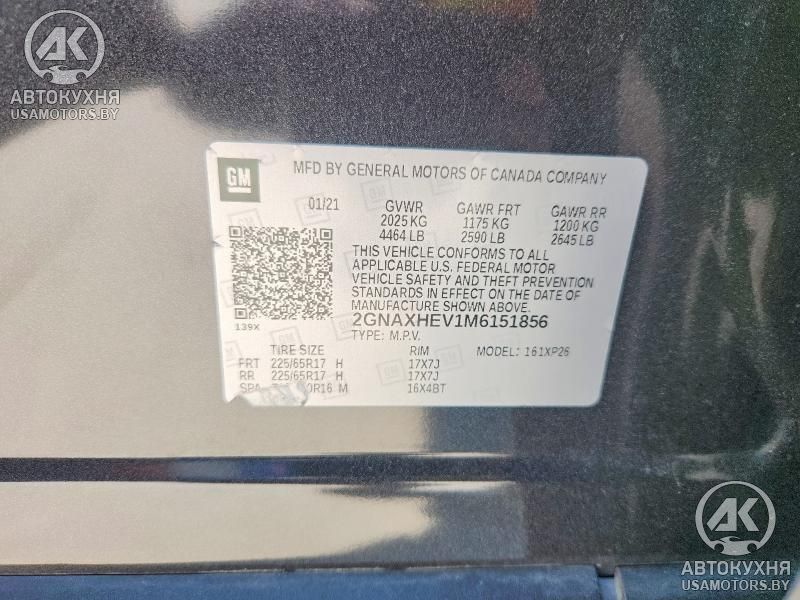 АК
АВТОКУХНЯ
USAMOTORS.BY
GM
MFD BY GENERAL MOTORS OF CANADA COMPANY
01/21 GVWR GAWR FRT GAWR RR
2025 KG 1175 KG 1200 KG
4464 LB 2590 LB 2645 LB
THIS VEHICLE CONFORMS TO ALL
APPLICABLE U.S. FEDERAL MOTOR
VEHICLE SAFETY AND THEFT PREVENTION
STANDARDS IN EFFECT ON THE DATE OF
MANUFACTURE SHOWN ABOVE.
139X 2GNAXHEV1M6151856
TYPE: M.P.V.
TIRE SIZE RIM MODEL: 161XP26
FRT 225/65R17 H 17X7J
RR 225/65R17 H 17X7J
M 16X4BT
АК
АВТОКУХНЯ
USAMOTORS.BY